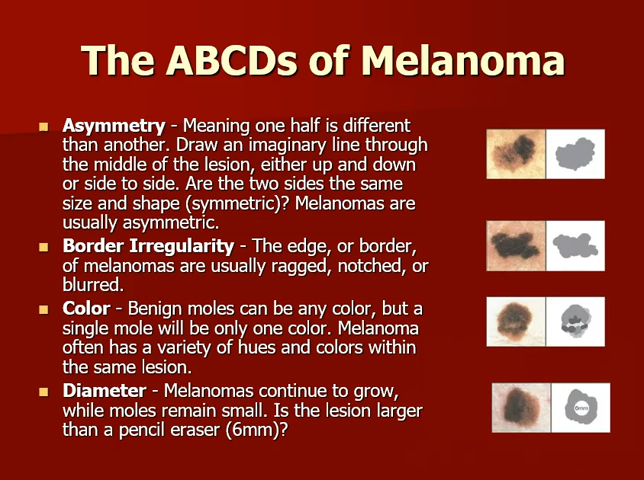 The ABCDs of Melanoma
Asymmetry - Meaning one half is different
than another. Draw an imaginary line through
the middle of the lesion, either up and down
or side to side. Are the two sides the same
size and shape (symmetric)? Melanomas are
usually asymmetric.
Border Irregularity - The edge, or border,
of melanomas are usually ragged, notched, or
blurred.
Color - Benign moles can be any color, but a
single mole will be only one color. Melanoma
often has a variety of hues and colors within
the same lesion.
Diameter - Melanomas continue to grow,
while moles remain small. Is the lesion larger
than a pencil eraser (6mm)?
6mm